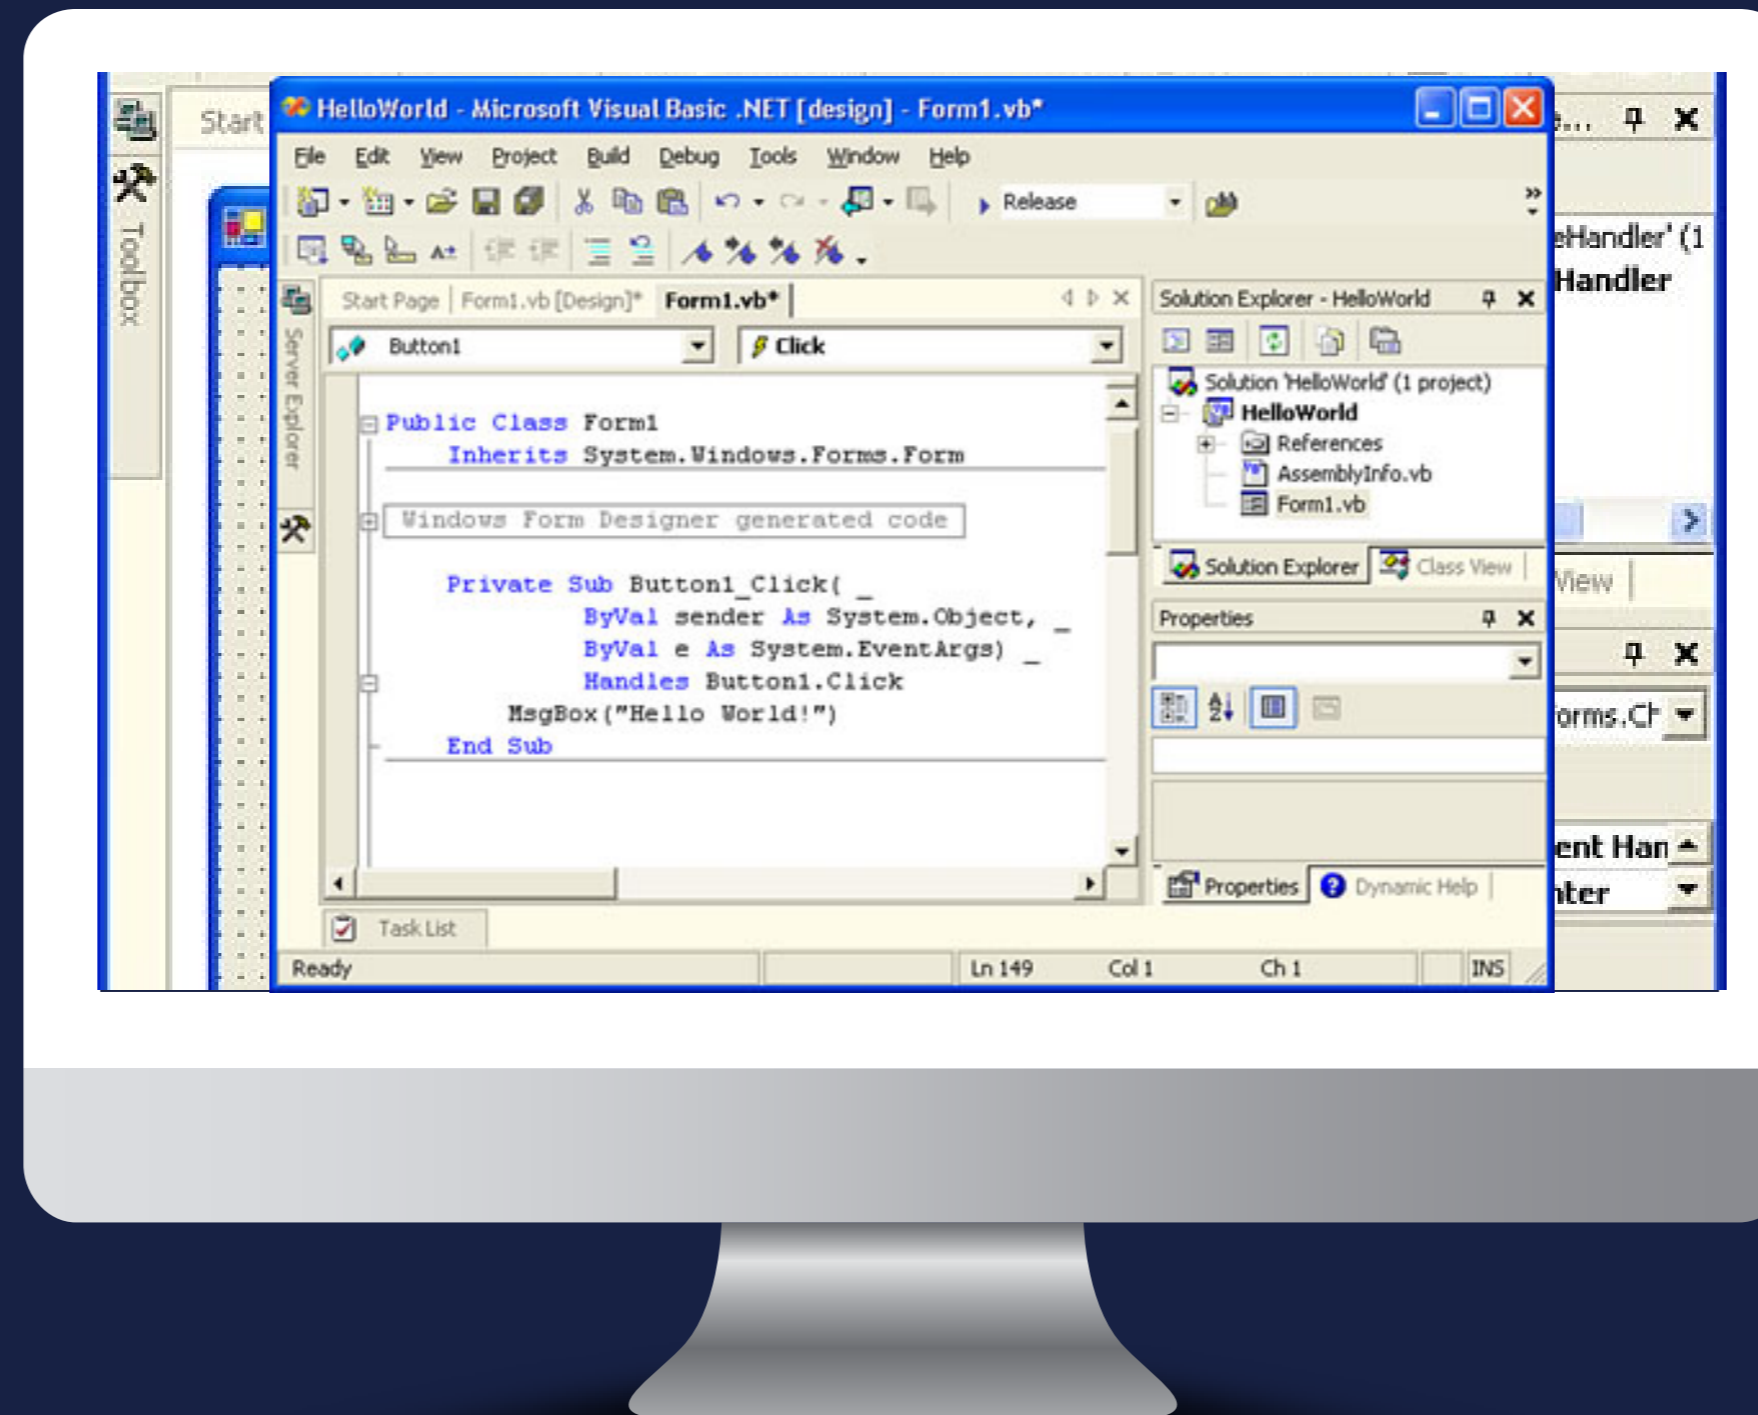 HelloWorld - Microsoft Visual Basic .NET [design] - Form1.vb*
File Edit View Project Build Debug Tools Window Help
Release
Start Page Form1.vb [Design]* Form1.vb*
Button1 Click
Public Class Form1
Inherits System.Windows.Forms.Form
Windows Form Designer generated code
Private Sub Button1_Click( _
ByVal sender As System.Object, _
ByVal e As System.EventArgs) _
Handles Button1.Click
MsgBox("Hello World!")
End Sub
Server Explorer
Task List
Ready Ln 149 Col 1 Ch 1 INS
Solution Explorer - HelloWorld
Solution 'HelloWorld' (1 project)
HelloWorld
References
AssemblyInfo.vb
Form1.vb
Solution Explorer Class View
Properties
Properties Dynamic Help
Toolbox
Start
eHandler' (1
Handler
View
orms.Ch
ent Han
nter